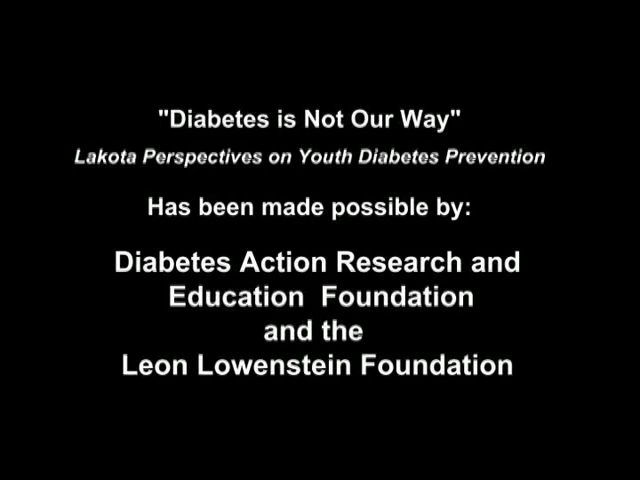 "Diabetes is Not Our Way"
Lakota Perspectives on Youth Diabetes Prevention
Has been made possible by:
Diabetes Action Research and
Education Foundation
and the
Leon Lowenstein Foundation